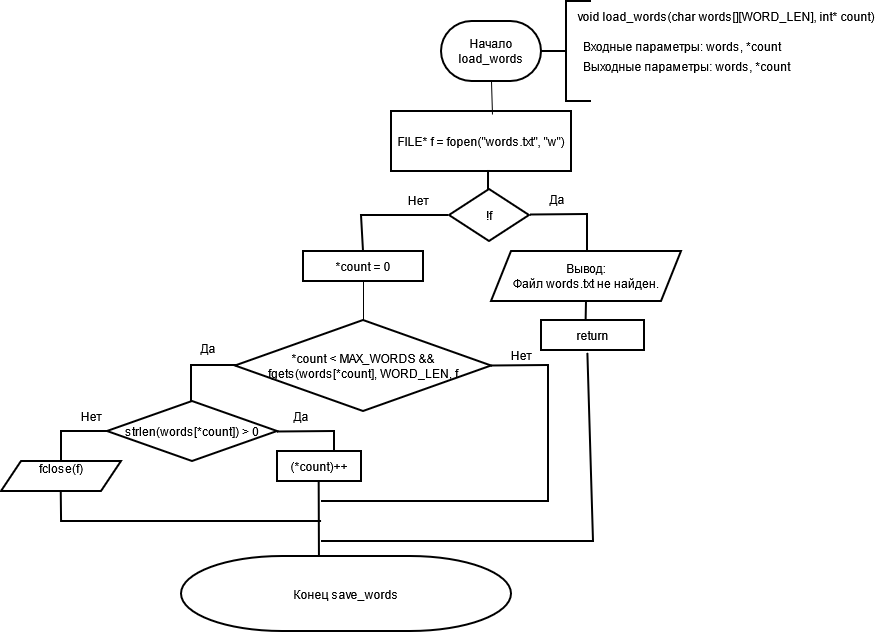 void load_words(char words[][WORD_LEN], int* count)
Входные параметры: words, *count
Выходные параметры: words, *count
Начало
load_words
FILE* f = fopen("words.txt", "w")
Нет
!f
Да
*count = 0
Вывод:
Файл words.txt не найден.
return
Да
*count < MAX_WORDS &&
fgets(words[*count], WORD_LEN, f
Нет
Нет
strlen(words[*count]) > 0
Да
fclose(f)
(*count)++
Конец save_words